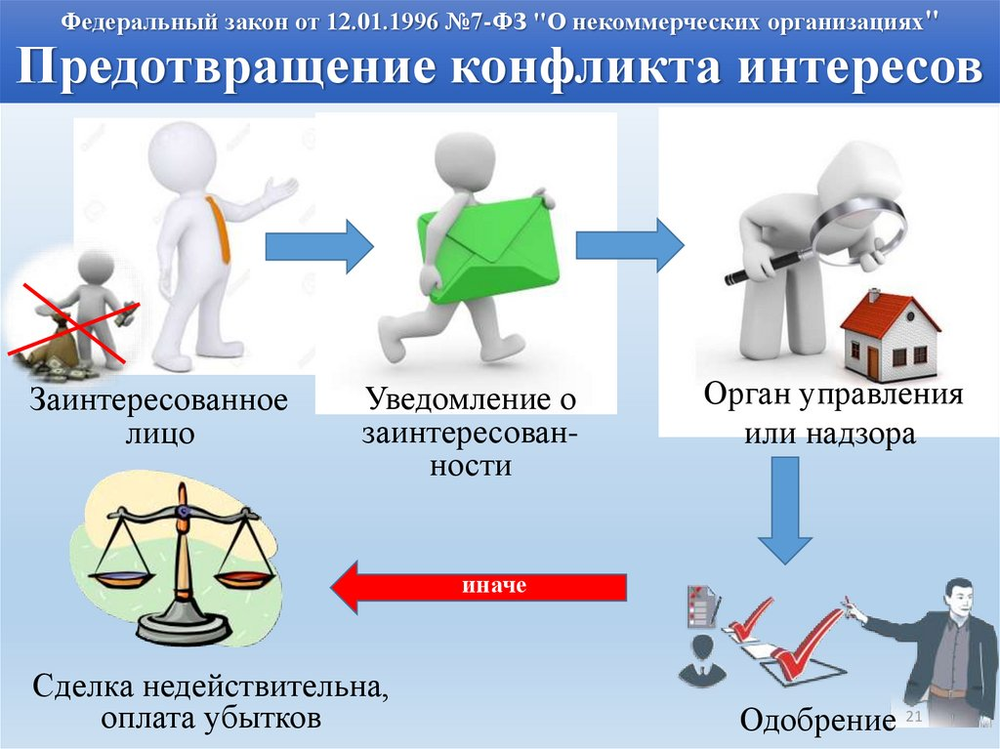 Федеральный закон от 12.01.1996 №7-ФЗ "О некоммерческих организациях"
Предотвращение конфликта интересов
Заинтересованное
лицо
Уведомление о
заинтересован-
ности
Орган управления
или надзора
иначе
Сделка недействительна,
оплата убытков
Одобрение
21